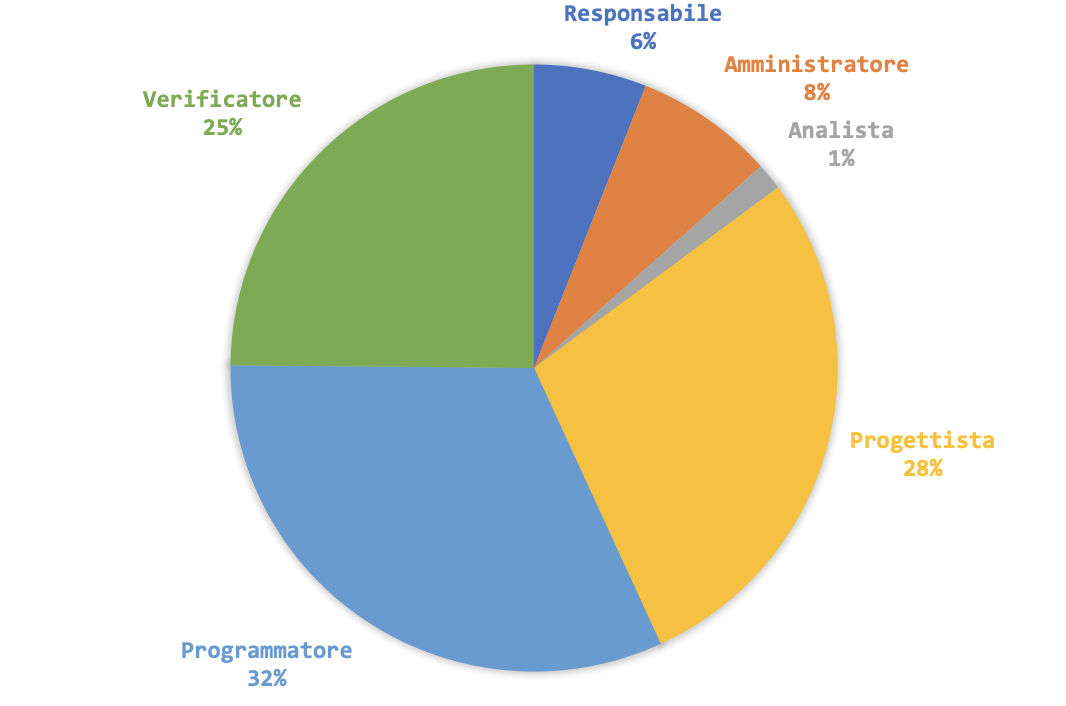 Responsabile
6%
Amministratore
8%
Analista
1%
Progettista
28%
Programmatore
32%
Verificatore
25%